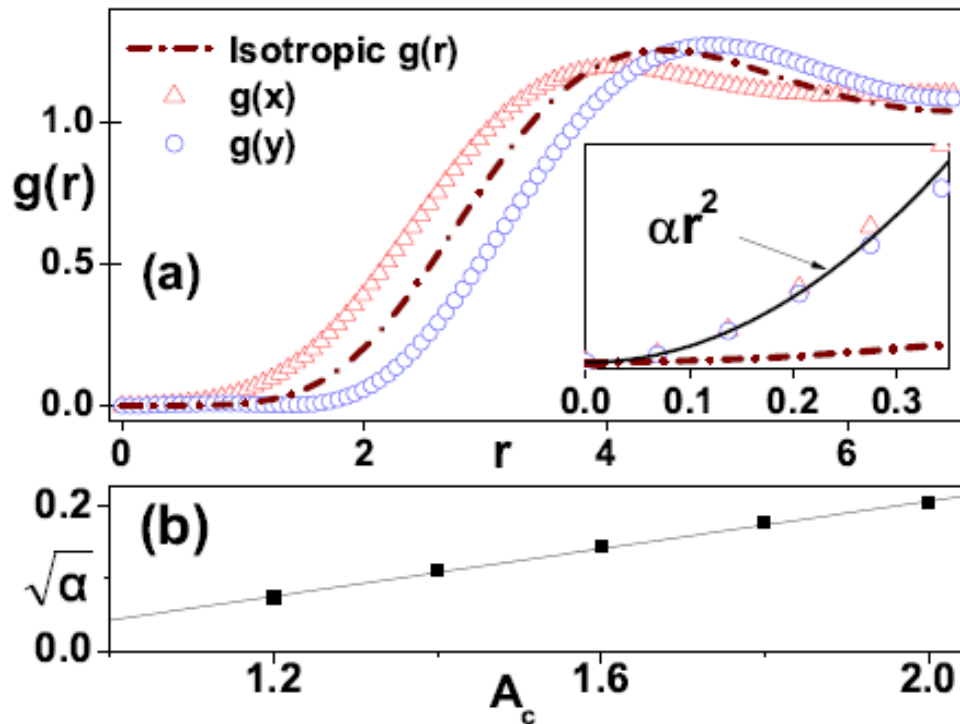 Isotropic g(r)
g(x)
g(y)
1.0
g(r)
0.5
(a)
0.0
αr²
0.0 0.1 0.2 0.3
0 2 r 4 6
0.2
(b)
√α
0.0
1.2 1.6 2.0
A_c